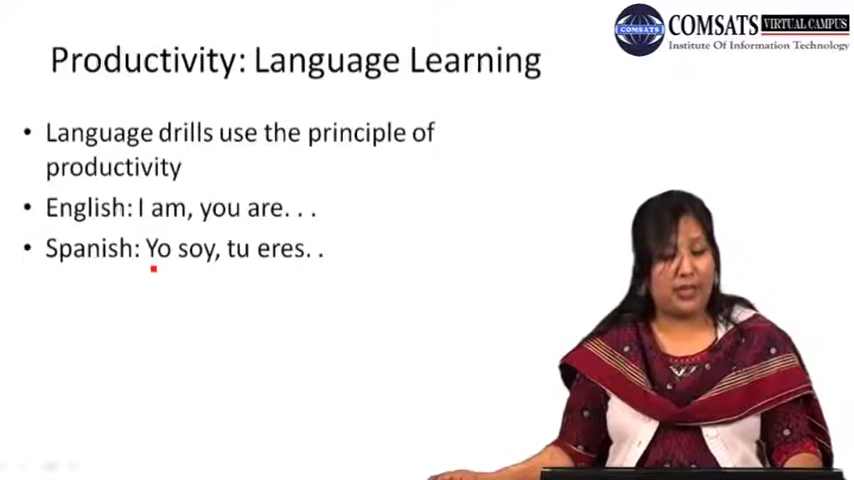 COMSATS VIRTUAL CAMPUS
COMSATS
Institute Of Information Technology
Productivity: Language Learning
• Language drills use the principle of
productivity
• English: I am, you are. . .
• Spanish: Yo soy, tu eres. .